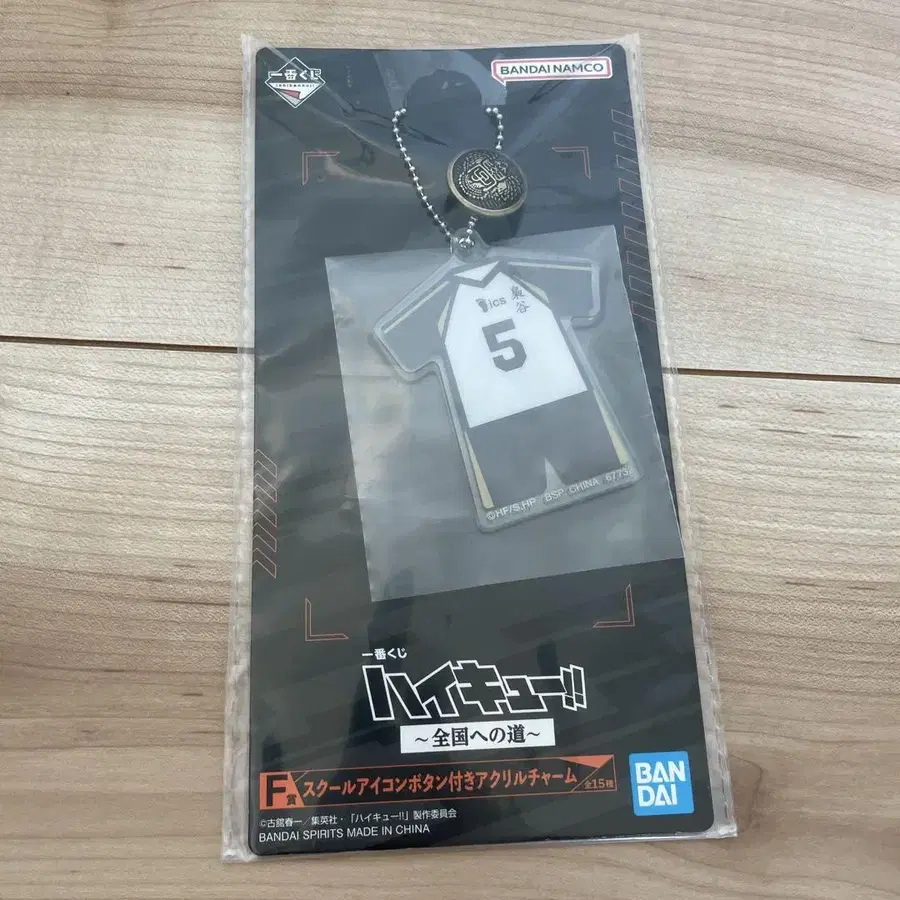 一番くじ
ICHIBANKUJI
BANDAI NAMCO
jcs
梟谷
5
©HF/S,HP /BSP CHINA 6773
一番くじ
ハイキュー!!
～全国への道～
F賞 スクールアイコンボタン付きアクリルチャーム 全15種
BAN
DAI
©古舘春一／集英社・「ハイキュー!!」製作委員会
BANDAI SPIRITS MADE IN CHINA